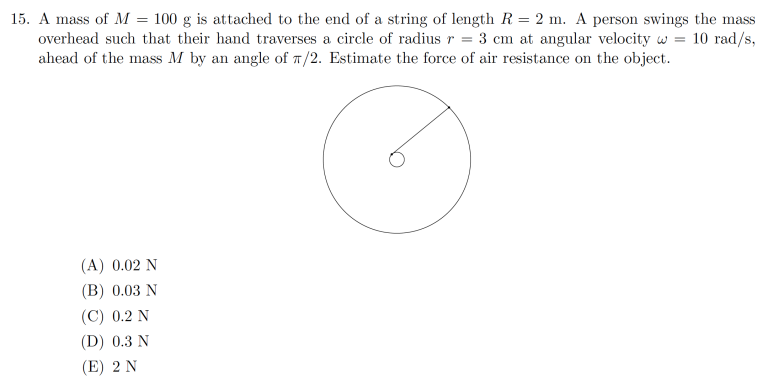 15. A mass of M = 100 g is attached to the end of a string of length R = 2 m. A person swings the mass
overhead such that their hand traverses a circle of radius r = 3 cm at angular velocity ω = 10 rad/s,
ahead of the mass M by an angle of π/2. Estimate the force of air resistance on the object.
(A) 0.02 N
(B) 0.03 N
(C) 0.2 N
(D) 0.3 N
(E) 2 N